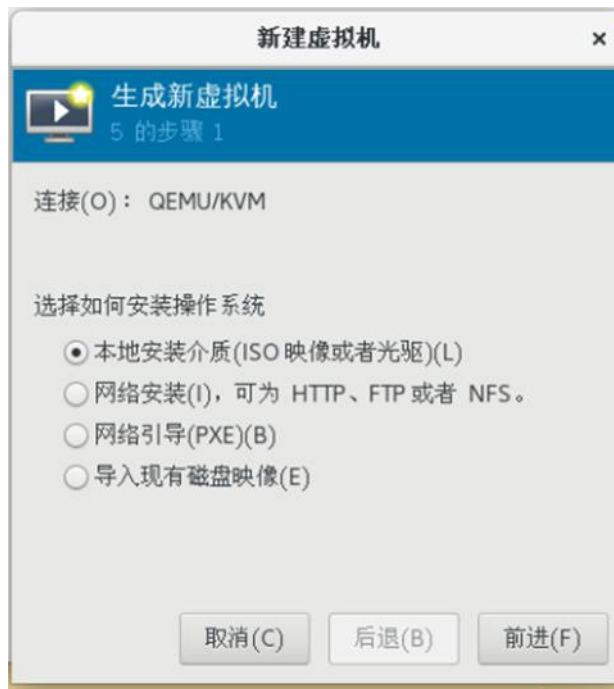 新建虚拟机 ×
生成新虚拟机
5 的步骤 1
连接(O)： QEMU/KVM
选择如何安装操作系统
本地安装介质(ISO 映像或者光驱)(L)
网络安装(I)，可为 HTTP、FTP 或者 NFS。
网络引导(PXE)(B)
导入现有磁盘映像(E)
取消(C) 后退(B) 前进(F)